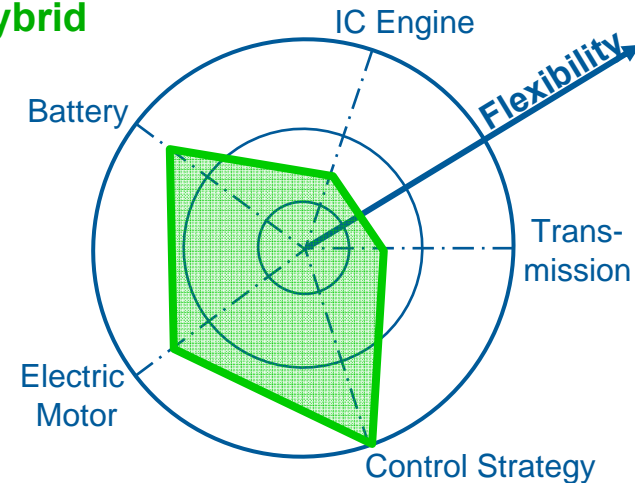 ybrid
IC Engine
Battery
Flexibility
Trans-
mission
Electric
Motor
Control Strategy